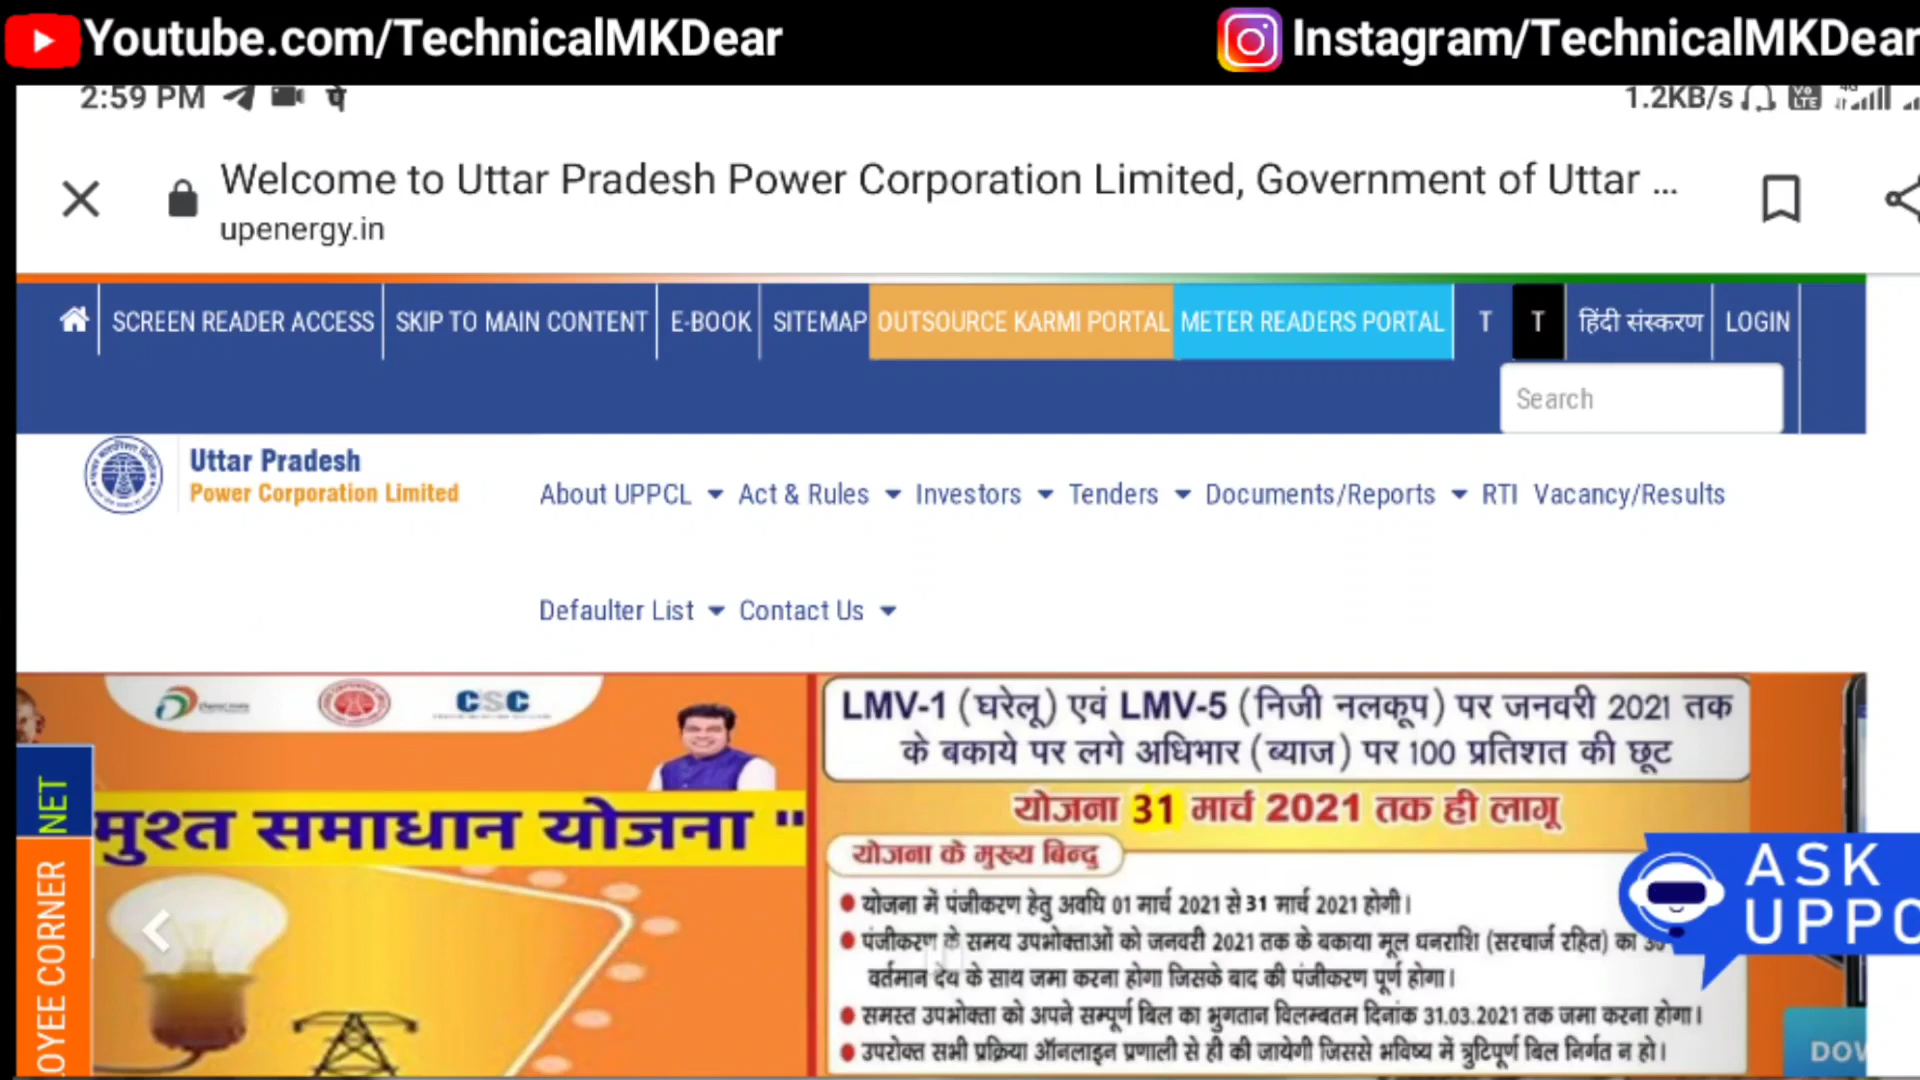 Youtube.com/TechnicalMKDear
Instagram/TechnicalMKDear
2:59 PM
1.2KB/s
Welcome to Uttar Pradesh Power Corporation Limited, Government of Uttar ...
upenergy.in
SCREEN READER ACCESS SKIP TO MAIN CONTENT E-BOOK SITEMAP OUTSOURCE KARMI PORTAL METER READERS PORTAL T T हिंदी संस्करण LOGIN
Search
Uttar Pradesh
Power Corporation Limited
About UPPCL Act & Rules Investors Tenders Documents/Reports RTI Vacancy/Results
Defaulter List Contact Us
CSC
मुश्त समाधान योजना "
LMV-1 (घरेलू) एवं LMV-5 (निजी नलकूप) पर जनवरी 2021 तक
के बकाये पर लगे अधिभार (ब्याज) पर 100 प्रतिशत की छूट
योजना 31 मार्च 2021 तक ही लागू
योजना के मुख्य बिन्दु
योजना में पंजीकरण हेतु अवधि 01 मार्च 2021 से 31 मार्च 2021 होगी।
पंजीकरण के समय उपभोक्ताओं को जनवरी 2021 तक के बकाया मूल धनराशि (सरचार्ज रहित) का
वर्तमान देय के साथ जमा करना होगा जिसके बाद की पंजीकरण पूर्ण होगा।
समस्त उपभोक्ता को अपने सम्पूर्ण बिल का भुगतान विलम्बतम दिनांक 31.03.2021 तक जमा करना होगा।
उपरोक्त सभी प्रक्रिया ऑनलाइन प्रणाली से ही की जायेगी जिससे भविष्य में त्रुटिपूर्ण बिल निर्गत न हो।
NET
OYEE CORNER
ASK
UPPC
DOW